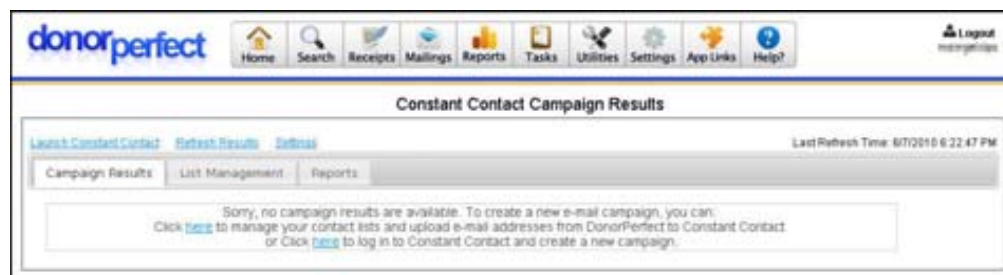 donorperfect
Home Search Receipts Mailings Reports Tasks Utilities Settings App Links Help?
Logout
Constant Contact Campaign Results
Launch Constant Contact Refresh Results Settings
Last Refresh Time: 6/7/2010 6:22:47 PM
Campaign Results List Management Reports
Sorry, no campaign results are available. To create a new e-mail campaign, you can:
Click here to manage your contact lists and upload e-mail addresses from DonorPerfect to Constant Contact
or Click here to log in to Constant Contact and create a new campaign.